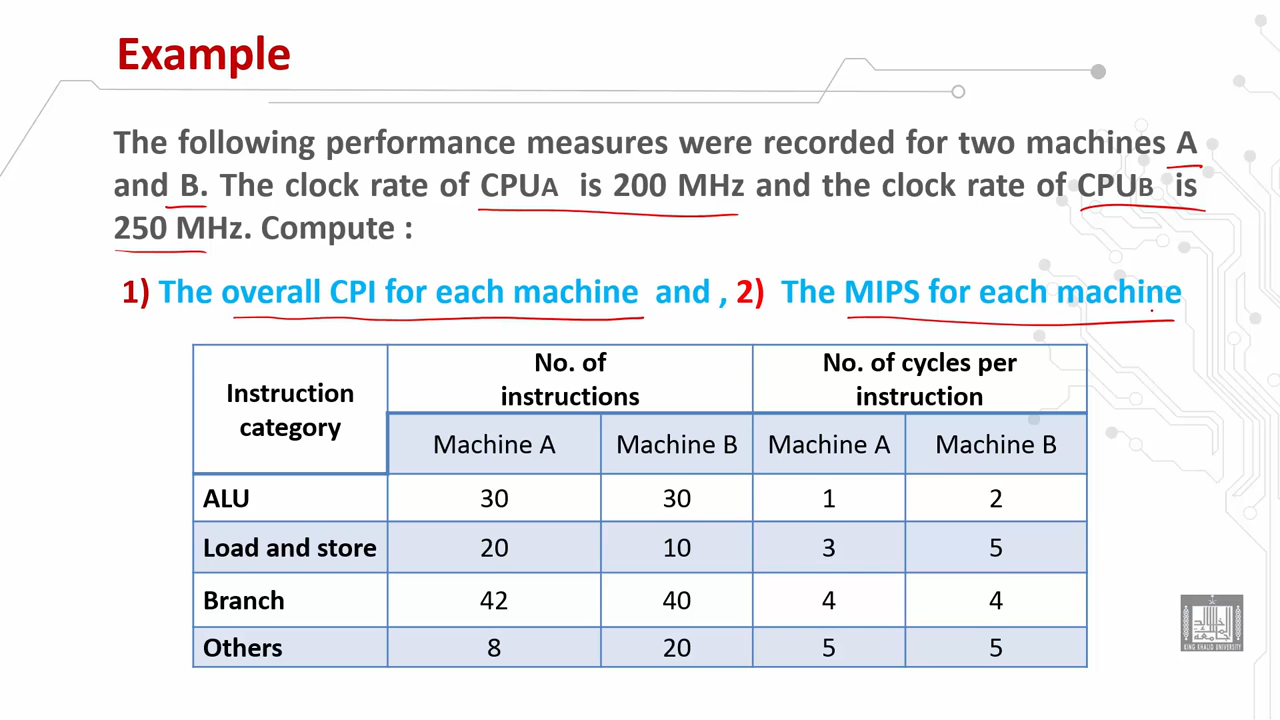 Example
The following performance measures were recorded for two machines A
and B. The clock rate of CPUA is 200 MHz and the clock rate of CPUB is
250 MHz. Compute :
1) The overall CPI for each machine and , 2) The MIPS for each machine
Instruction category No. of instructions No. of cycles per instruction
Machine A Machine B Machine A Machine B
ALU 30 30 1 2
Load and store 20 10 3 5
Branch 42 40 4 4
Others 8 20 5 5
KING KHALID UNIVERSITY